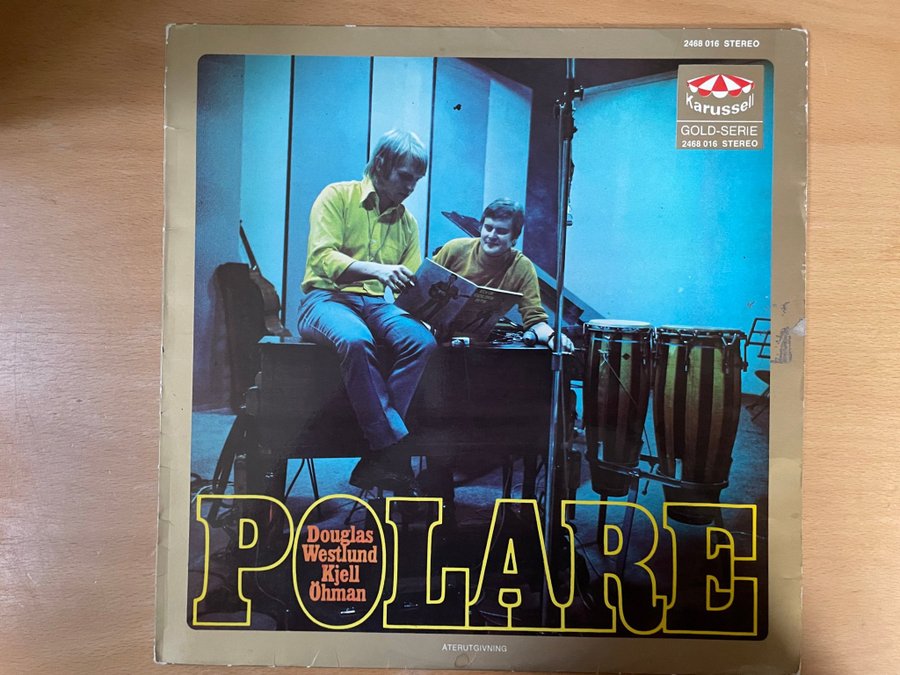 2468 016 STEREO
Karussell
GOLD-SERIE
2468 016 STEREO
POLARE
Douglas
Westlund
Kjell
Öhman
ÅTERUTGIVNING